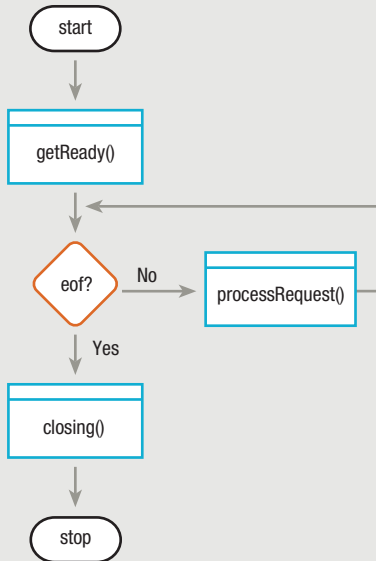 start
getReady()
eof?
No
processRequest()
Yes
closing()
stop